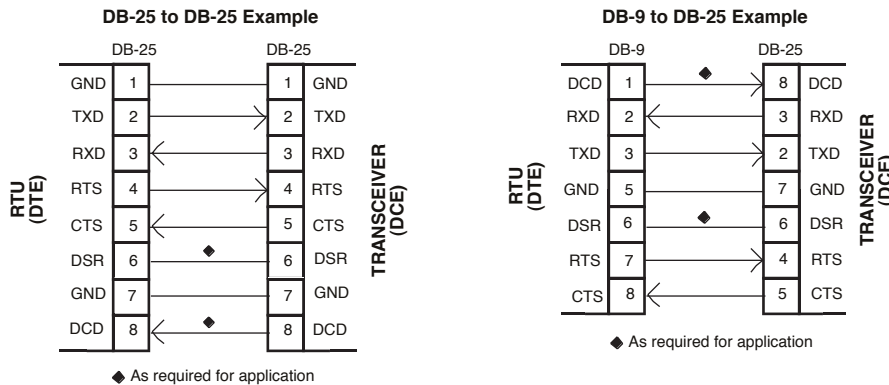 DB-25 to DB-25 Example
DB-25 DB-25
GND 1 1 GND
TXD 2 2 TXD
RXD 3 3 RXD
RTS 4 4 RTS
CTS 5 5 CTS
DSR 6 6 DSR
GND 7 7 GND
DCD 8 8 DCD
RTU
(DTE)
TRANSCEIVER
(DCE)
As required for application
DB-9 to DB-25 Example
DB-9 DB-25
DCD 1 8 DCD
RXD 2 3 RXD
TXD 3 2 TXD
GND 5 7 GND
DSR 6 6 DSR
RTS 7 4 RTS
CTS 8 5 CTS
RTU
(DTE)
TRANSCEIVER
(DCE)
As required for application